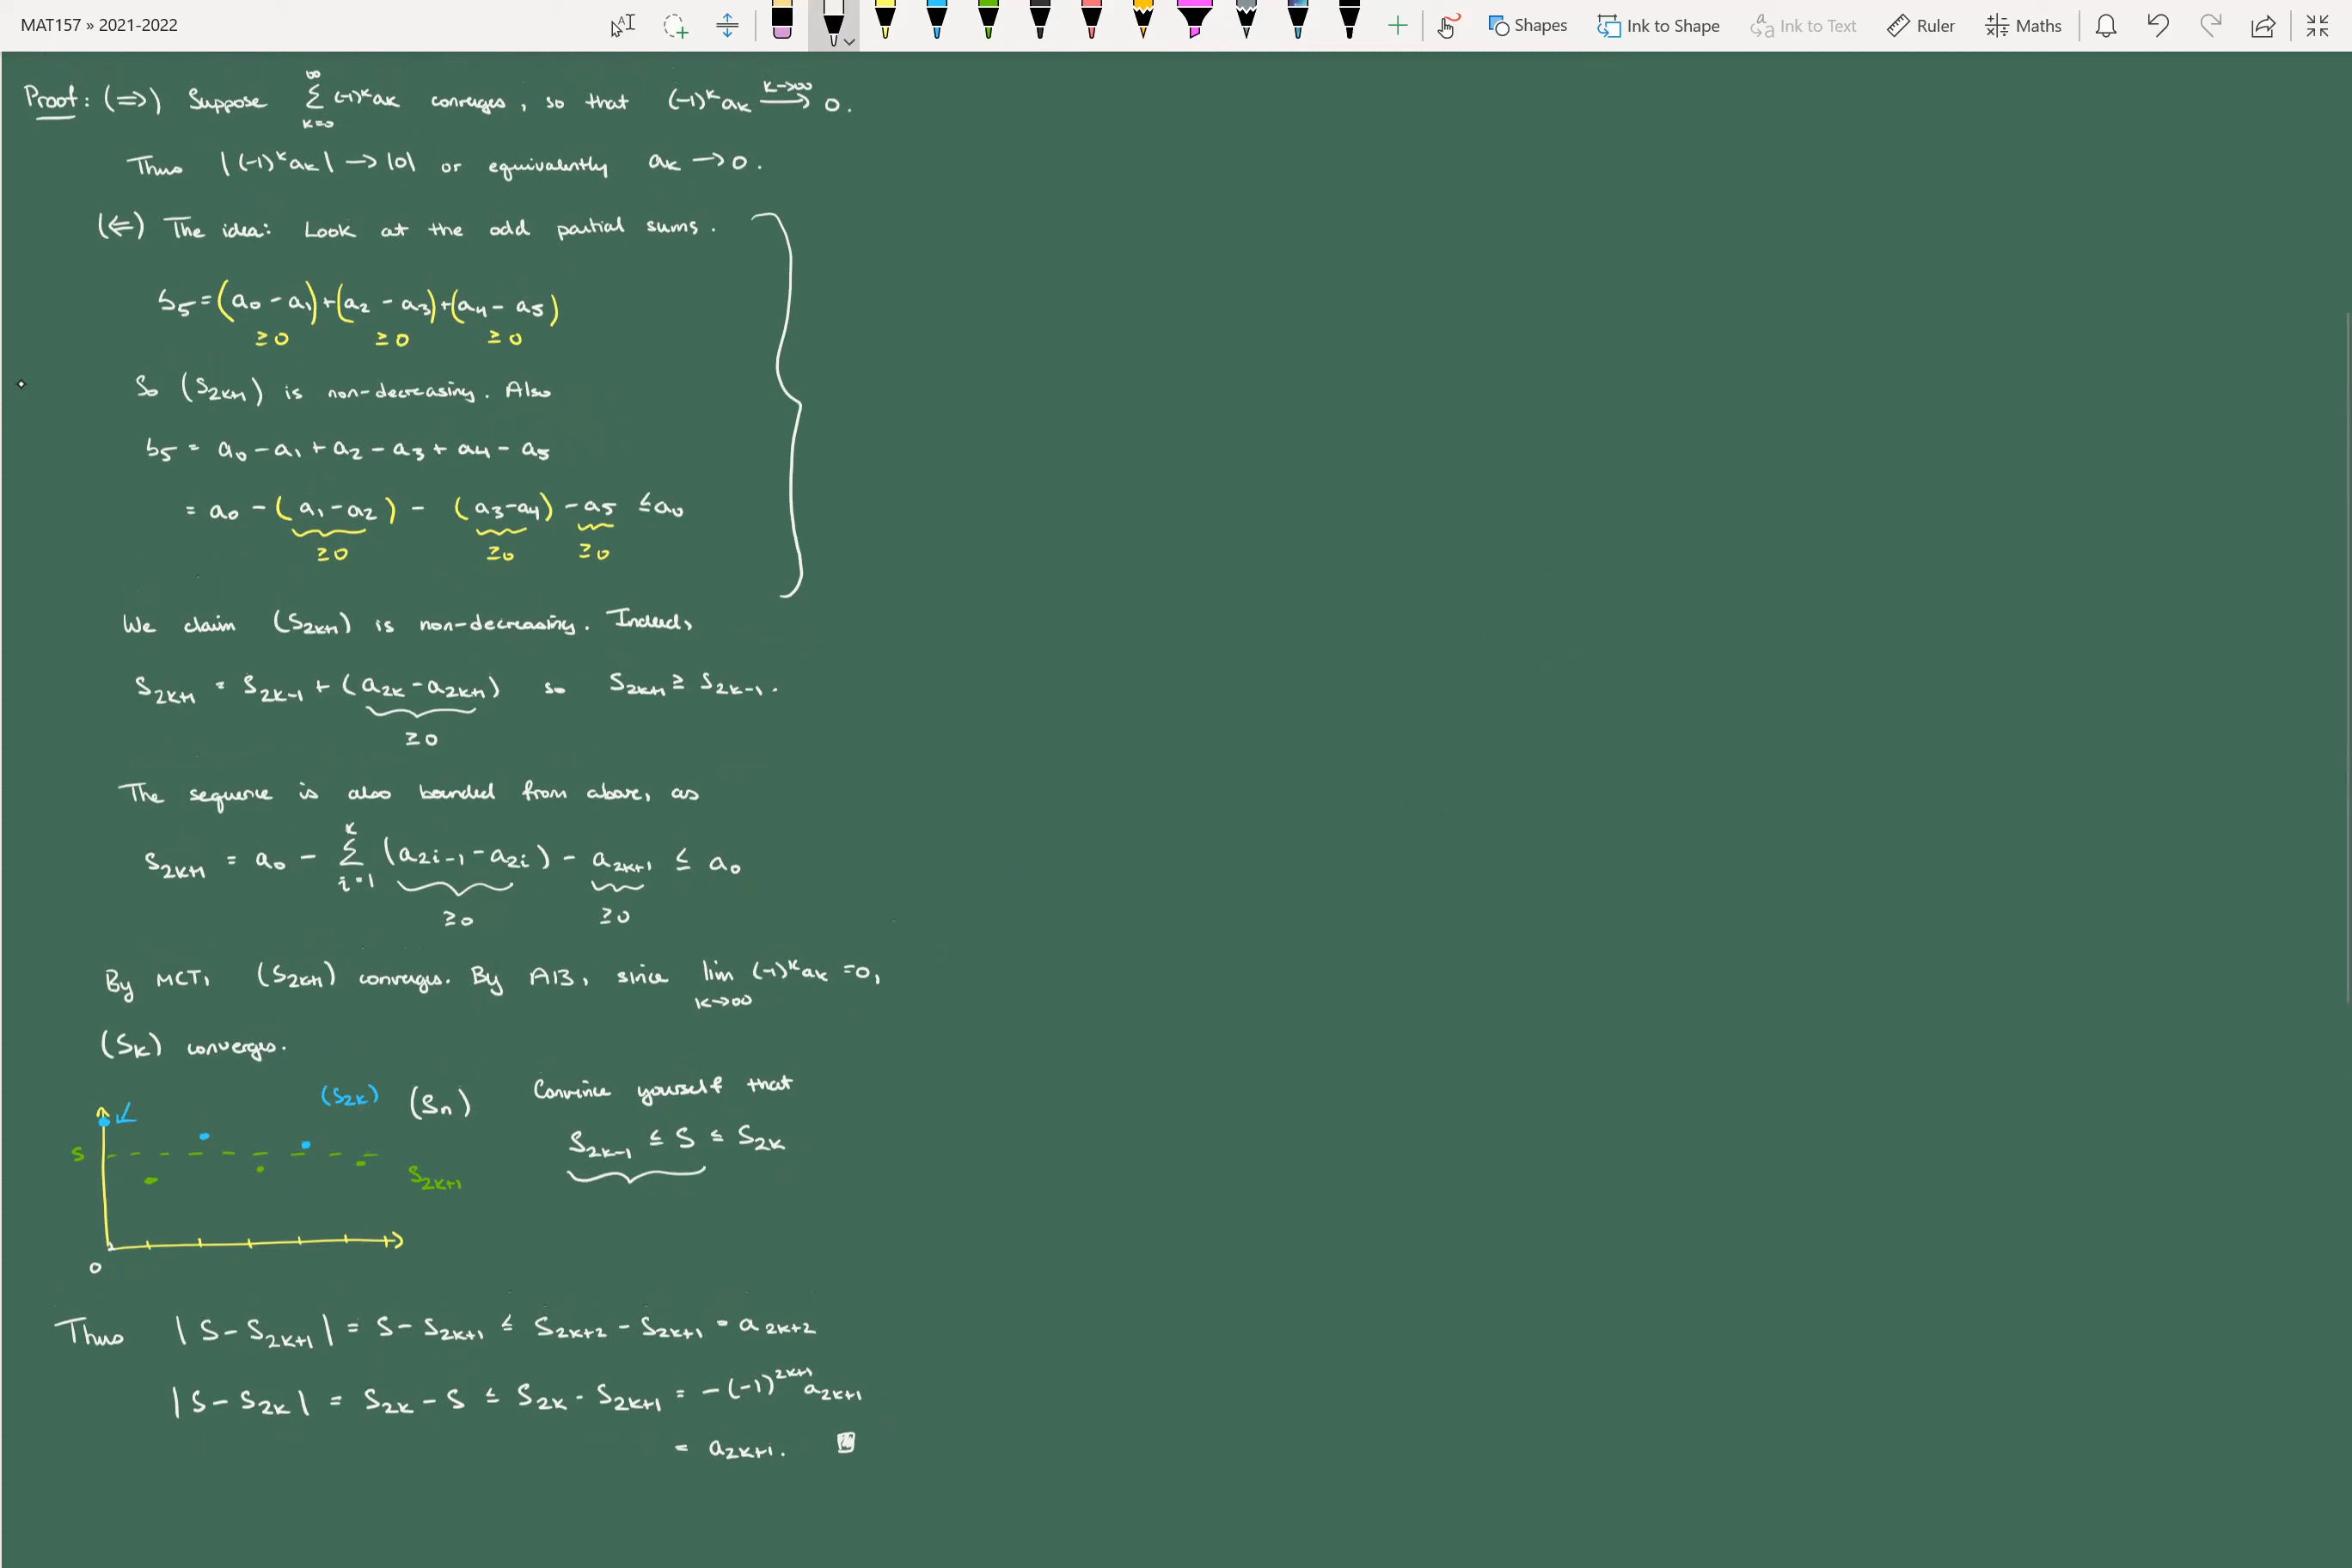 MAT157 » 2021-2022
Shapes
Ink to Shape
Ink to Text
Ruler
Maths
Proof: (⇒) Suppose ∑_{k=0}^{∞} (-1)^k a_k converges, so that (-1)^k a_k —k→∞→ 0.
Thus |(-1)^k a_k| → |0| or equivalently a_k → 0.
(⇐) The idea: Look at the odd partial sums.
S_5 = (a_0 - a_1) + (a_2 - a_3) + (a_4 - a_5)
≥0 ≥0 ≥0
So (S_{2k+1}) is non-decreasing. Also
S_5 = a_0 - a_1 + a_2 - a_3 + a_4 - a_5
= a_0 - (a_1 - a_2) - (a_3 - a_4) - a_5 ≤ a_0
≥0 ≥0 ≥0
We claim (S_{2k+1}) is non-decreasing. Indeed,
S_{2k+1} = S_{2k-1} + (a_{2k} - a_{2k+1}) so S_{2k+1} ≥ S_{2k-1}.
≥0
The sequence is also bounded from above, as
S_{2k+1} = a_0 - ∑_{i=1}^{k} (a_{2i-1} - a_{2i}) - a_{2k+1} ≤ a_0
≥0 ≥0
By MCT, (S_{2k+1}) converges. By A13, since lim_{k→∞} (-1)^k a_k = 0,
(S_k) converges.
(S_{2k}) (S_n) Convince yourself that
S S_{2k-1} ≤ S ≤ S_{2k}
S_{2k+1}
0
Thus |S - S_{2k+1}| = S - S_{2k+1} ≤ S_{2k+2} - S_{2k+1} = a_{2k+2}
|S - S_{2k}| = S_{2k} - S ≤ S_{2k} - S_{2k+1} = -(-1)^{2k+1} a_{2k+1}
= a_{2k+1}.